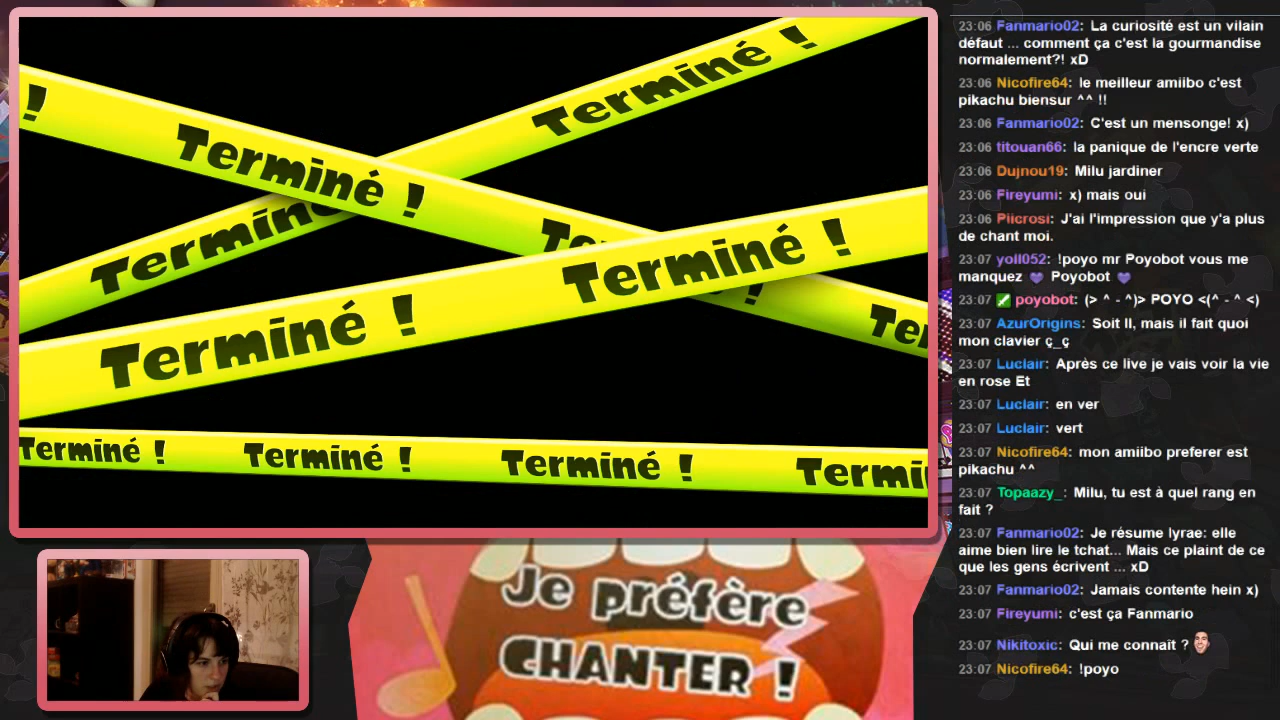 !
Terminé !
Terminé !
Terminé
Te
!
Ter
Terminé !
Terminé !
Terminé !
Terminé !
Terminé !
Termi
Je préfère
CHANTER !
23:06 Fanmario02: La curiosité est un vilain
défaut ... comment ça c'est la gourmandise
normalement?! xD
23:06 Nicofire64: le meilleur amiibo c'est
pikachu biensur ^^ !!
23:06 Fanmario02: C'est un mensonge! x)
23:06 titouan66: la panique de l'encre verte
23:06 Dujnou19: Milu jardiner
23:06 Fireyumi: x) mais oui
23:06 Piicrosi: J'ai l'impression que y'a plus
de chant moi.
23:07 yoll052: !poyo mr Poyobot vous me
manquez 💜 Poyobot 💜
23:07 poyobot: (> ^ - ^)> POYO <(^ - ^ <)
23:07 AzurOrigins: Soit Il, mais il fait quoi
mon clavier ç_ç
23:07 Luclair: Après ce live je vais voir la vie
en rose Et
23:07 Luclair: en ver
23:07 Luclair: vert
23:07 Nicofire64: mon amiibo preferer est
pikachu ^^
23:07 Topaazy_: Milu, tu est à quel rang en
fait ?
23:07 Fanmario02: Je résume lyrae: elle
aime bien lire le tchat... Mais ce plaint de ce
que les gens écrivent ... xD
23:07 Fanmario02: Jamais contente hein x)
23:07 Fireyumi: c'est ça Fanmario
23:07 Nikitoxic: Qui me connaît ?
23:07 Nicofire64: !poyo